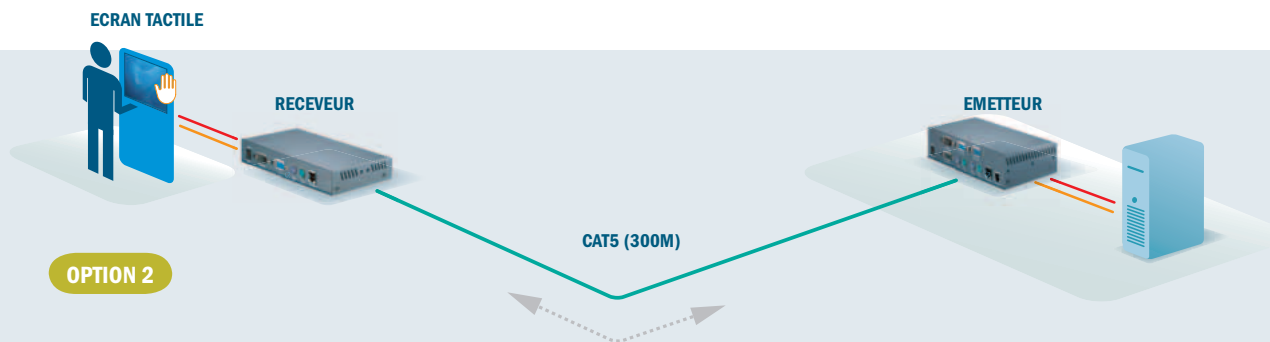 ECRAN TACTILE
RECEVEUR
EMETTEUR
CAT5 (300M)
OPTION 2